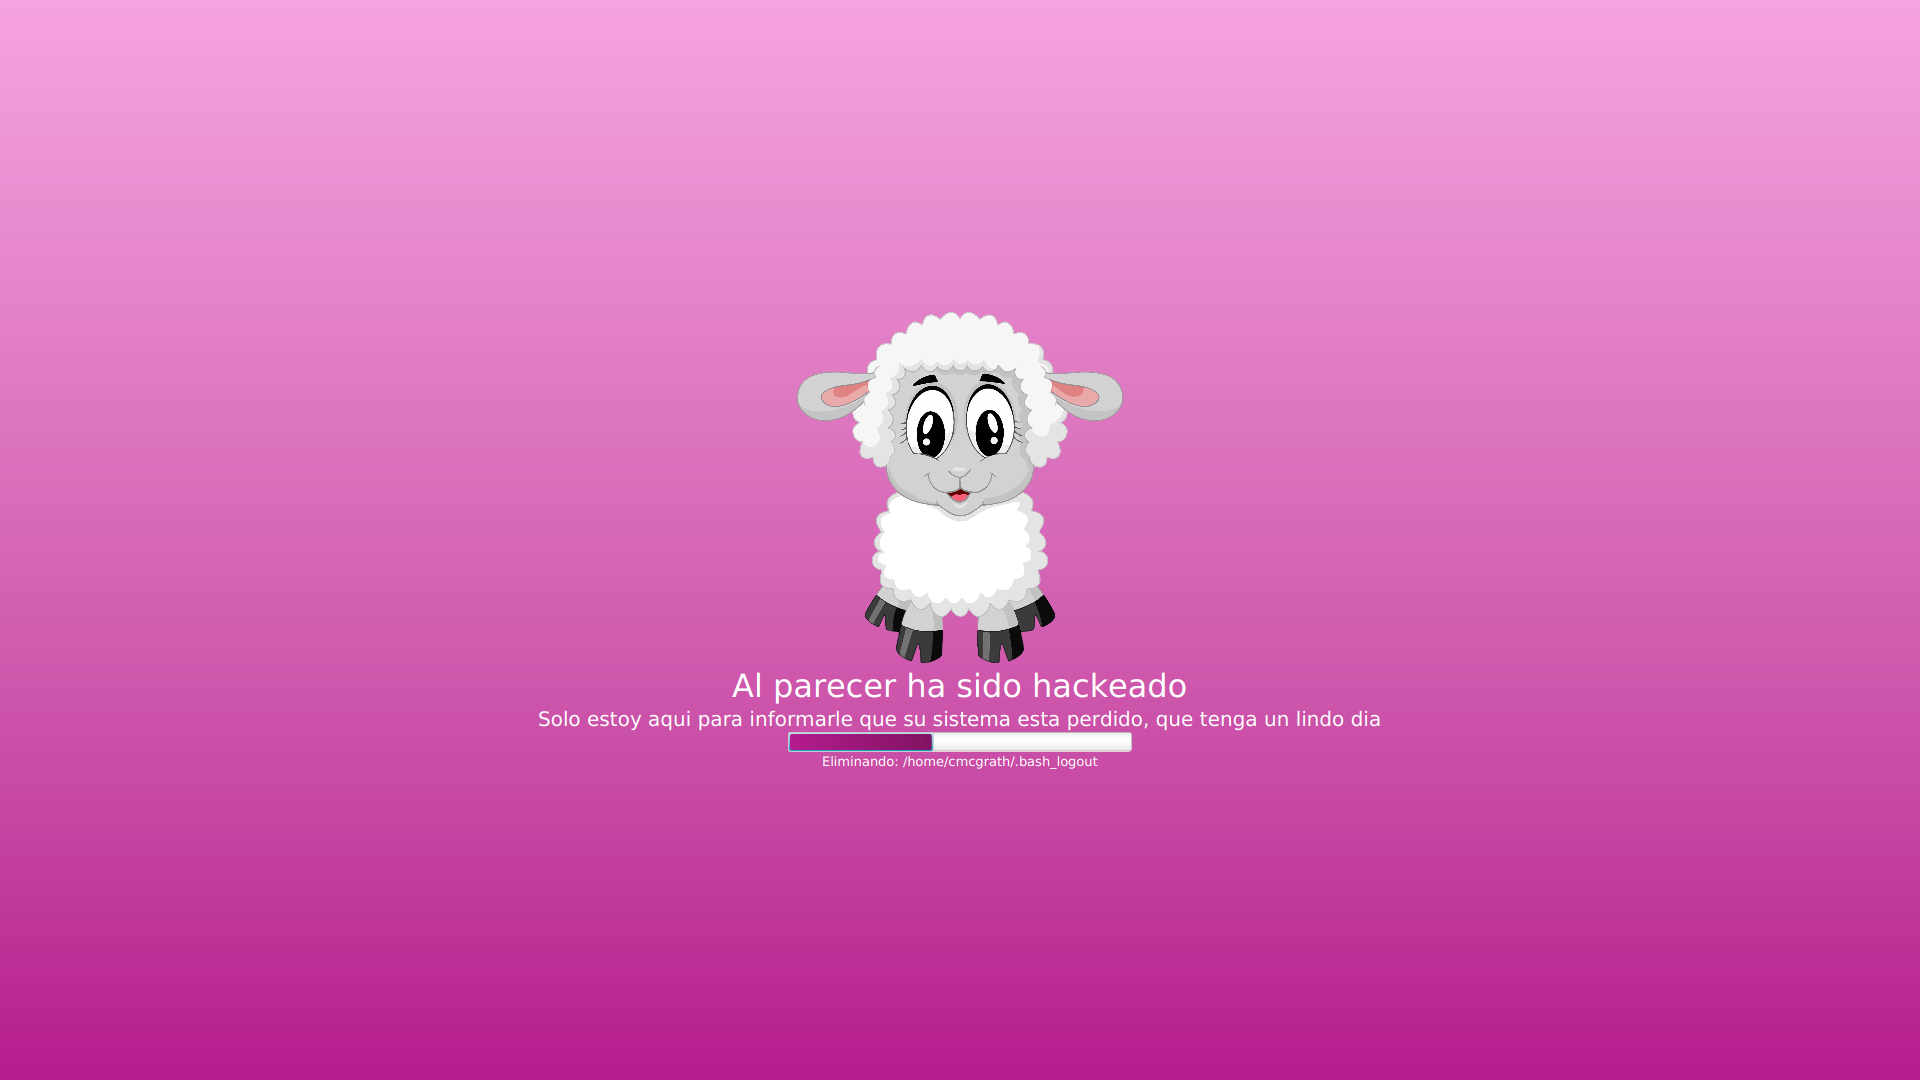 Al parecer ha sido hackeado
Solo estoy aqui para informarle que su sistema esta perdido, que tenga un lindo dia
Eliminando: /home/cmcgrath/.bash_logout